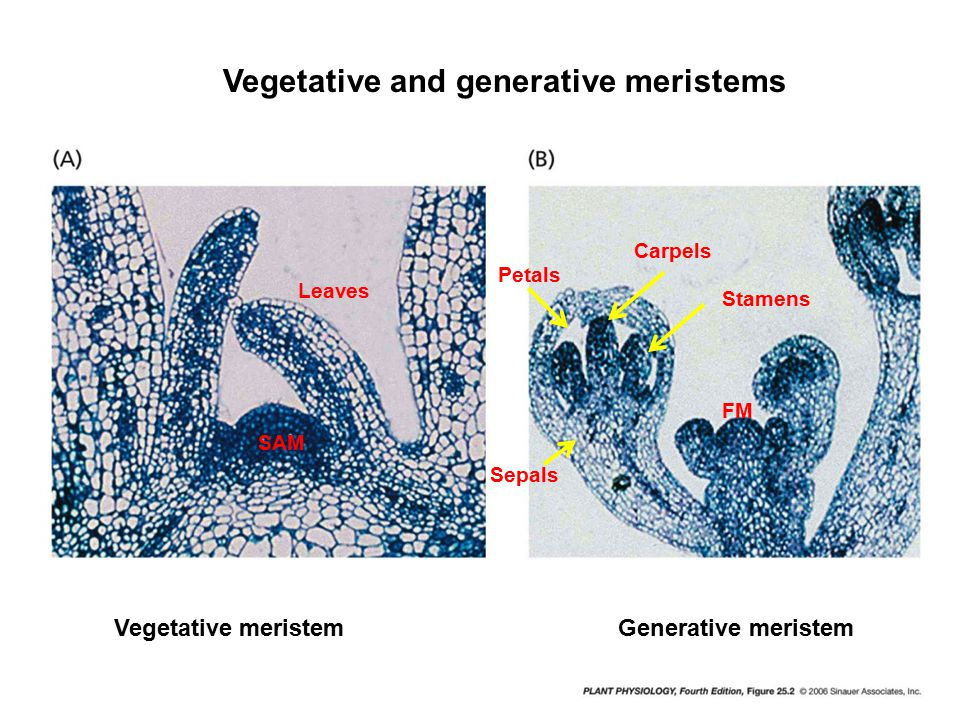 Vegetative and generative meristems
(A)
(B)
Leaves
SAM
Petals
Carpels
Stamens
FM
Sepals
Vegetative meristem
Generative meristem
PLANT PHYSIOLOGY, Fourth Edition, Figure 25.2 © 2006 Sinauer Associates, Inc.